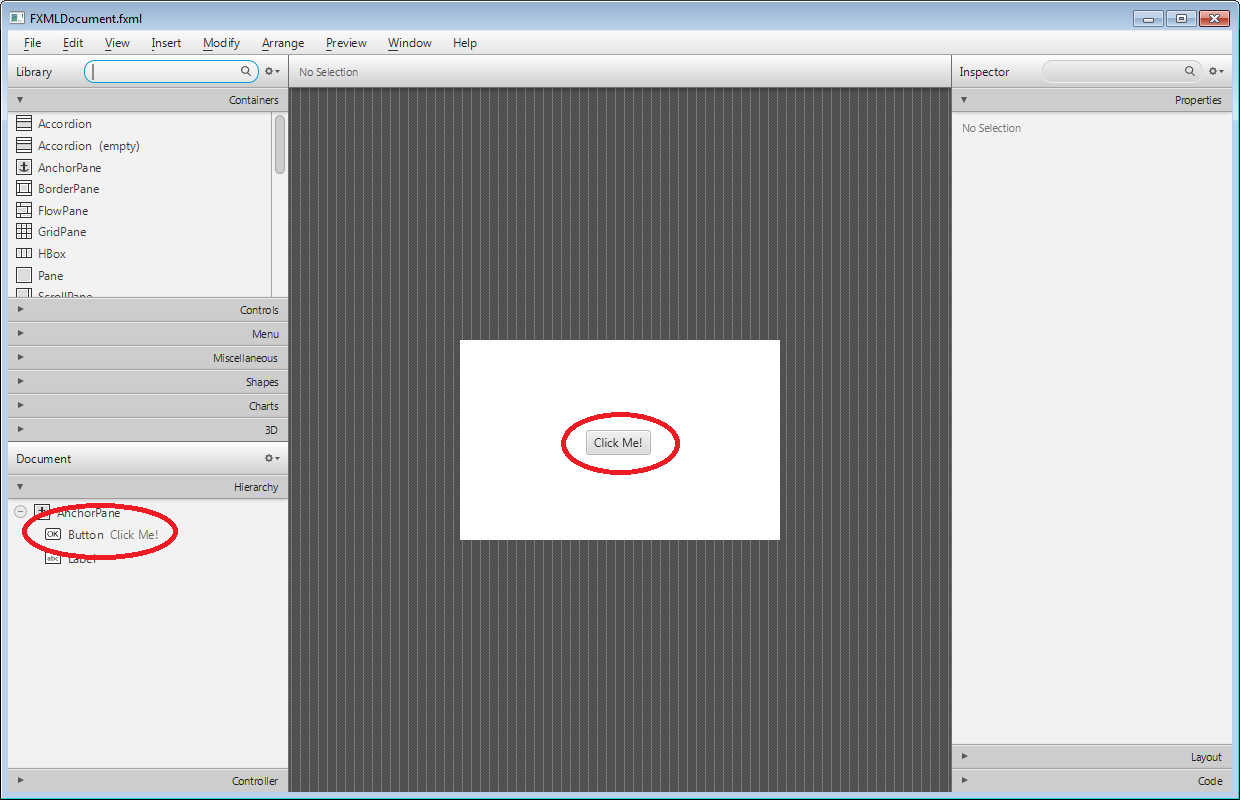 FXMLDocument.fxml
File Edit View Insert Modify Arrange Preview Window Help
Library
No Selection
Inspector
Containers
Properties
Accordion
No Selection
Accordion (empty)
AnchorPane
BorderPane
FlowPane
GridPane
HBox
Pane
ScrollPane
Controls
Menu
Miscellaneous
Shapes
Charts
3D
Click Me!
Document
Hierarchy
AnchorPane
OK Button Click Me!
abc Label
Layout
Controller
Code